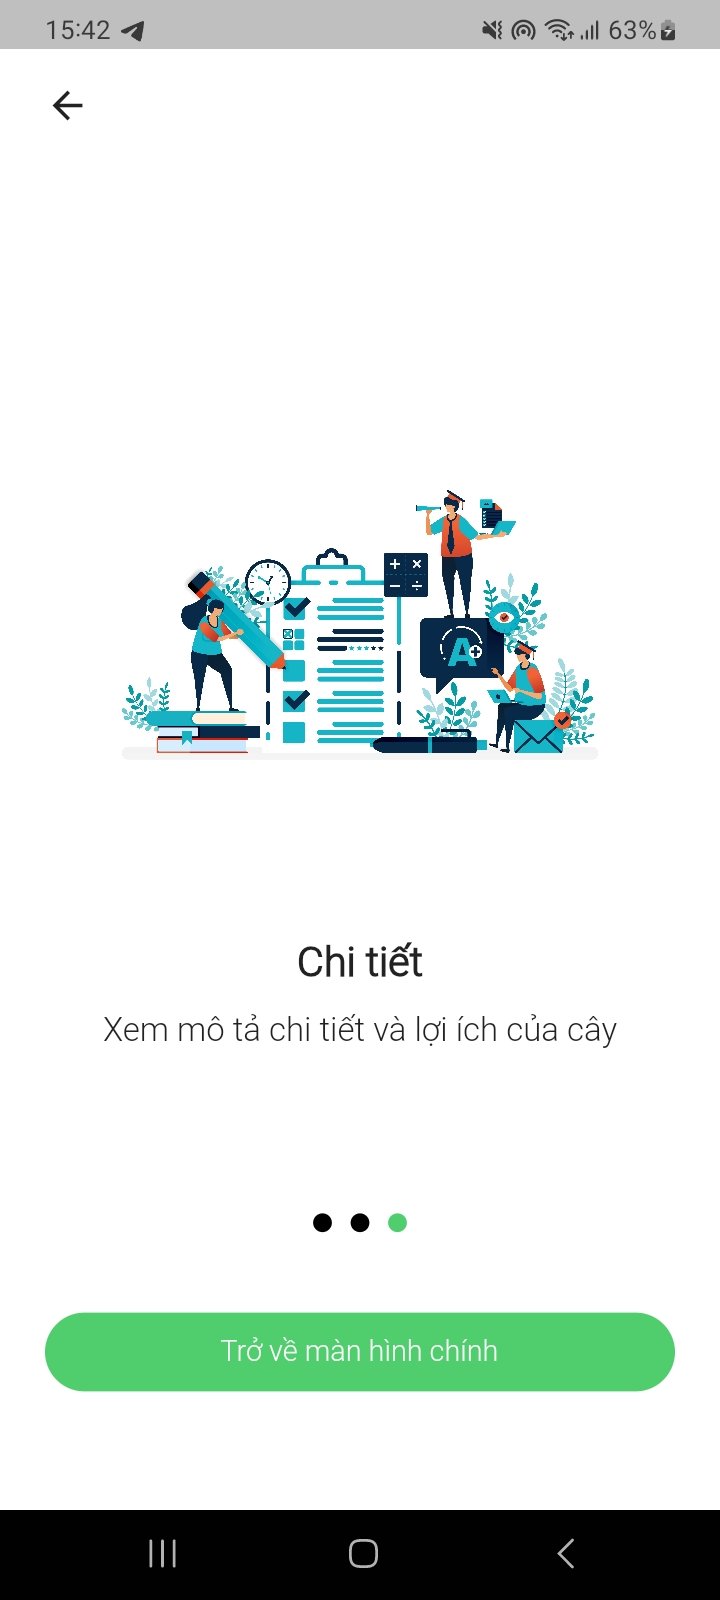 15:42
63%
A+
Chi tiết
Xem mô tả chi tiết và lợi ích của cây
Trở về màn hình chính